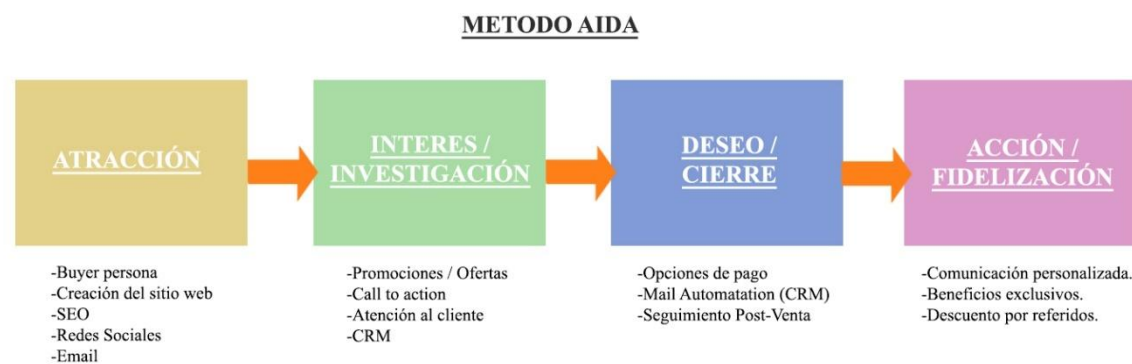 METODO AIDA
ATRACCIÓN
-Buyer persona
-Creación del sitio web
-SEO
-Redes Sociales
-Email
INTERES /
INVESTIGACIÓN
-Promociones / Ofertas
-Call to action
-Atención al cliente
-CRM
DESEO /
CIERRE
-Opciones de pago
-Mail Automatation (CRM)
-Seguimiento Post-Venta
ACCIÓN /
FIDELIZACIÓN
-Comunicación personalizada.
-Beneficios exclusivos.
-Descuento por referidos.